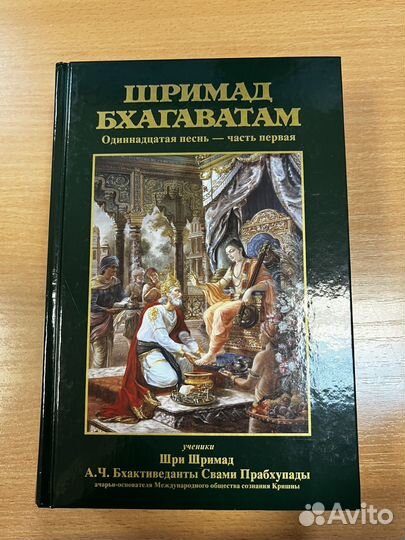 ШРИМАД
БХАГАВАТАМ
Одиннадцатая песнь — часть первая
ученики
Шри Шримад
А.Ч. Бхактиведанты Свами Прабхупады
ачарьи-основателя Международного общества сознания Кришны
Avito